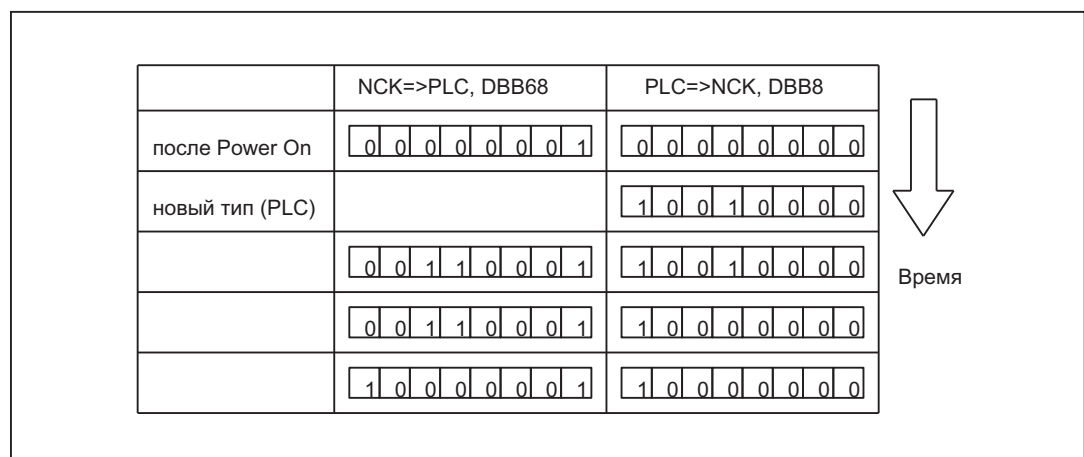 NCK=>PLC, DBB68 PLC=>NCK, DBB8
после Power On 0 0 0 0 0 0 0 1 0 0 0 0 0 0 0 0
новый тип (PLC) 1 0 0 1 0 0 0 0
0 0 1 1 0 0 0 1 1 0 0 1 0 0 0 0
Время
0 0 1 1 0 0 0 1 1 0 0 0 0 0 0 0
1 0 0 0 0 0 0 1 1 0 0 0 0 0 0 0